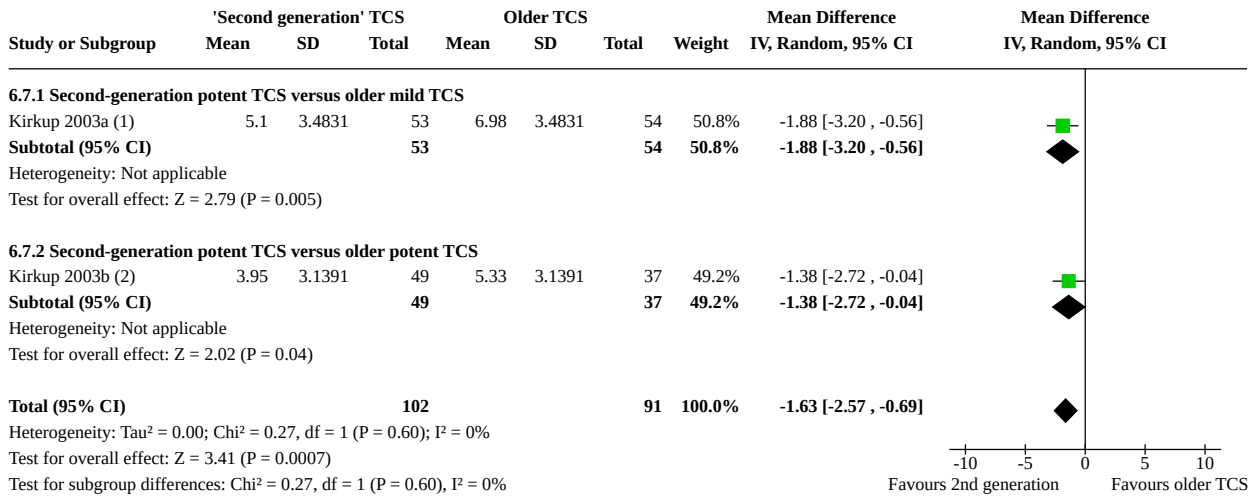 'Second generation' TCS Older TCS Mean Difference Mean Difference
Study or Subgroup Mean SD Total Mean SD Total Weight IV, Random, 95% CI IV, Random, 95% CI
6.7.1 Second-generation potent TCS versus older mild TCS
Kirkup 2003a (1) 5.1 3.4831 53 6.98 3.4831 54 50.8% -1.88 [-3.20 , -0.56]
Subtotal (95% CI) 53 54 50.8% -1.88 [-3.20 , -0.56]
Heterogeneity: Not applicable
Test for overall effect: Z = 2.79 (P = 0.005)
6.7.2 Second-generation potent TCS versus older potent TCS
Kirkup 2003b (2) 3.95 3.1391 49 5.33 3.1391 37 49.2% -1.38 [-2.72 , -0.04]
Subtotal (95% CI) 49 37 49.2% -1.38 [-2.72 , -0.04]
Heterogeneity: Not applicable
Test for overall effect: Z = 2.02 (P = 0.04)
Total (95% CI) 102 91 100.0% -1.63 [-2.57 , -0.69]
Heterogeneity: Tau² = 0.00; Chi² = 0.27, df = 1 (P = 0.60); I² = 0%
Test for overall effect: Z = 3.41 (P = 0.0007) -10 -5 0 5 10
Test for subgroup differences: Chi² = 0.27, df = 1 (P = 0.60), I² = 0% Favours 2nd generation Favours older TCS